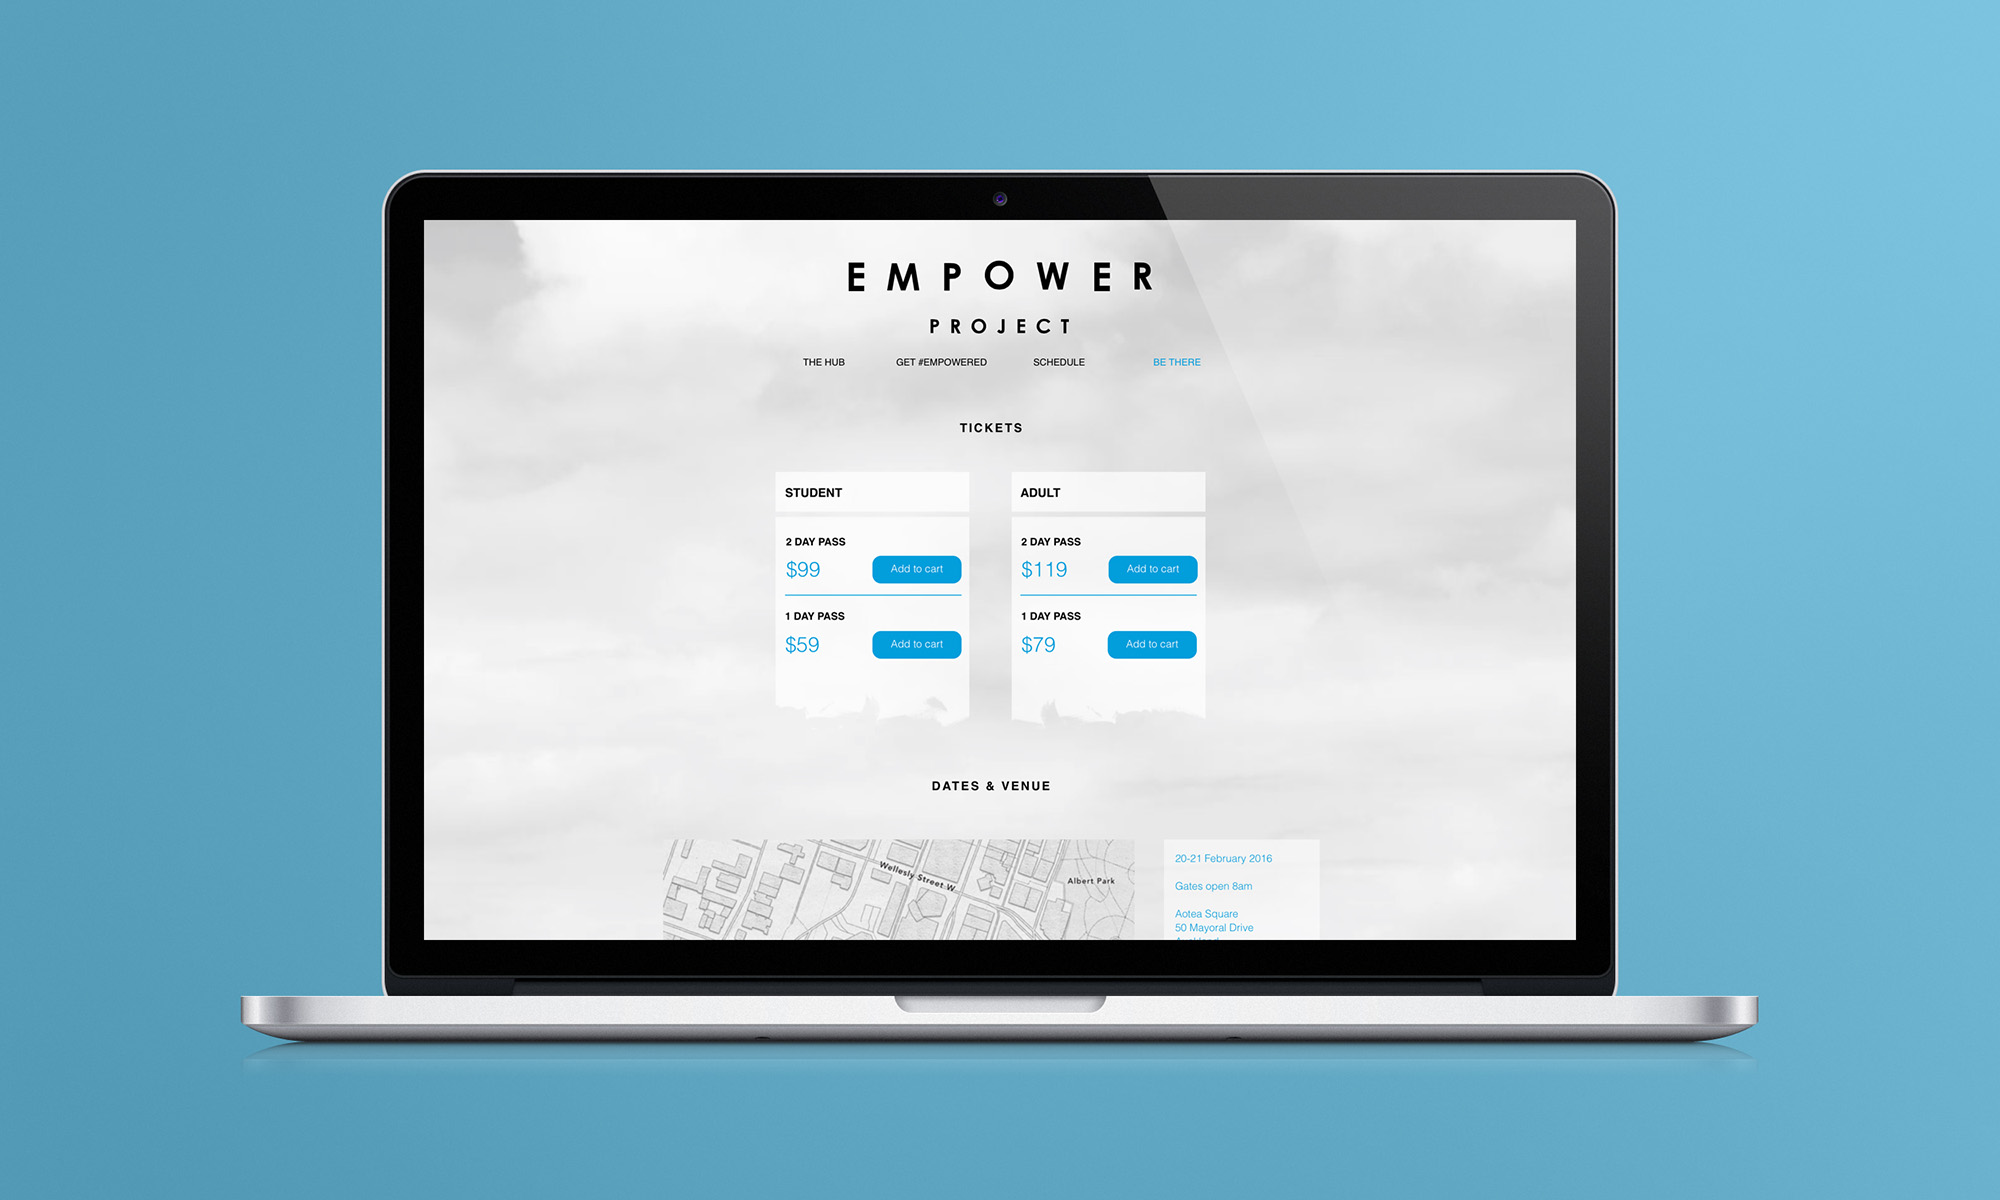 EMPOWER
PROJECT
THE HUB GET #EMPOWERED SCHEDULE BE THERE
TICKETS
STUDENT
2 DAY PASS
$99 Add to cart
1 DAY PASS
$59 Add to cart
ADULT
2 DAY PASS
$119 Add to cart
1 DAY PASS
$79 Add to cart
DATES & VENUE
Wellesly Street W
Albert Park
20-21 February 2016
Gates open 8am
Aotea Square
50 Mayoral Drive